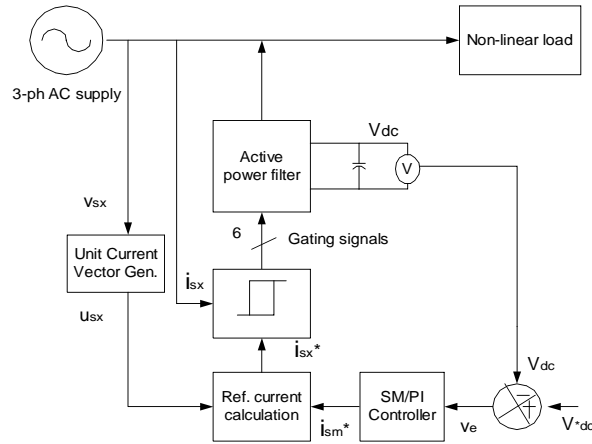 Non-linear load
3-ph AC supply
Vdc
Active
power filter
V
vsx
6
Gating signals
Unit Current
Vector Gen.
isx
usx
isx*
Vdc
Ref. current
calculation
SM/PI
Controller
ism*
ve
V*dc